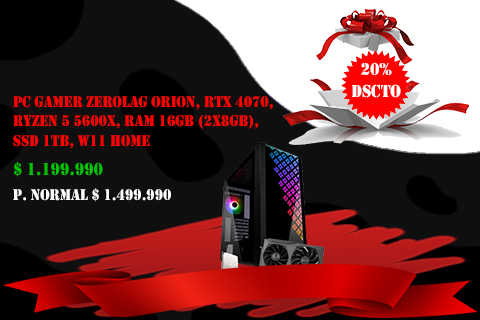 20%
DSCTO
PC GAMER ZEROLAG ORION, RTX 4070,
RYZEN 5 5600X, RAM 16GB (2X8GB),
SSD 1TB, W11 HOME
$ 1.199.990
P. NORMAL $ 1.499.990